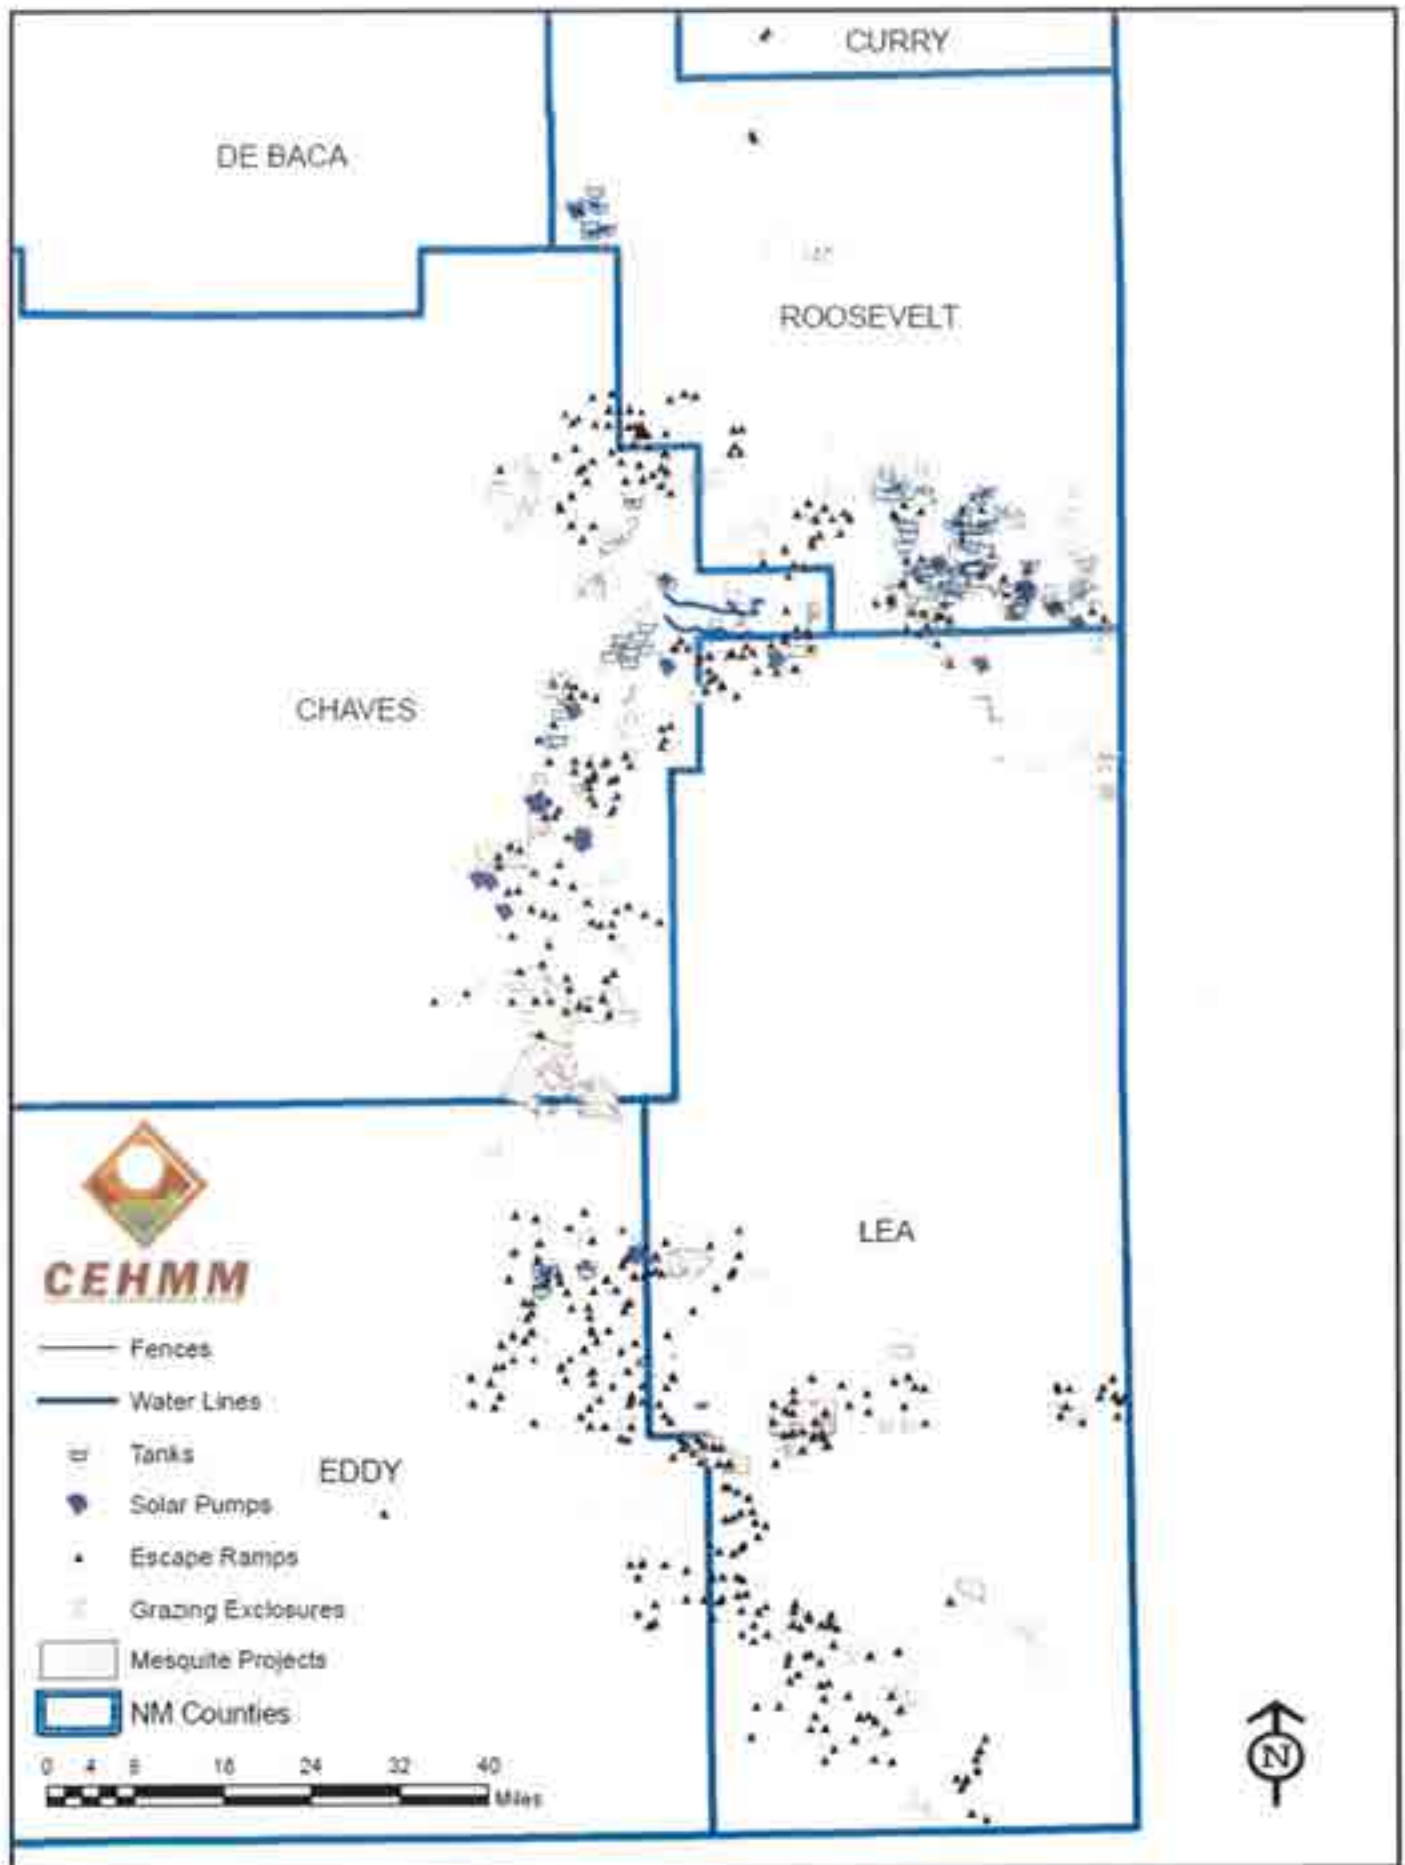 CURRY
DE BACA
ROOSEVELT
CHAVES
LEA
CEHMM
Fences
Water Lines
Tanks
EDDY
Solar Pumps
Escape Ramps
Grazing Exclosures
Mesquite Projects
NM Counties
0 4 8 16 24 32 40
Miles
N